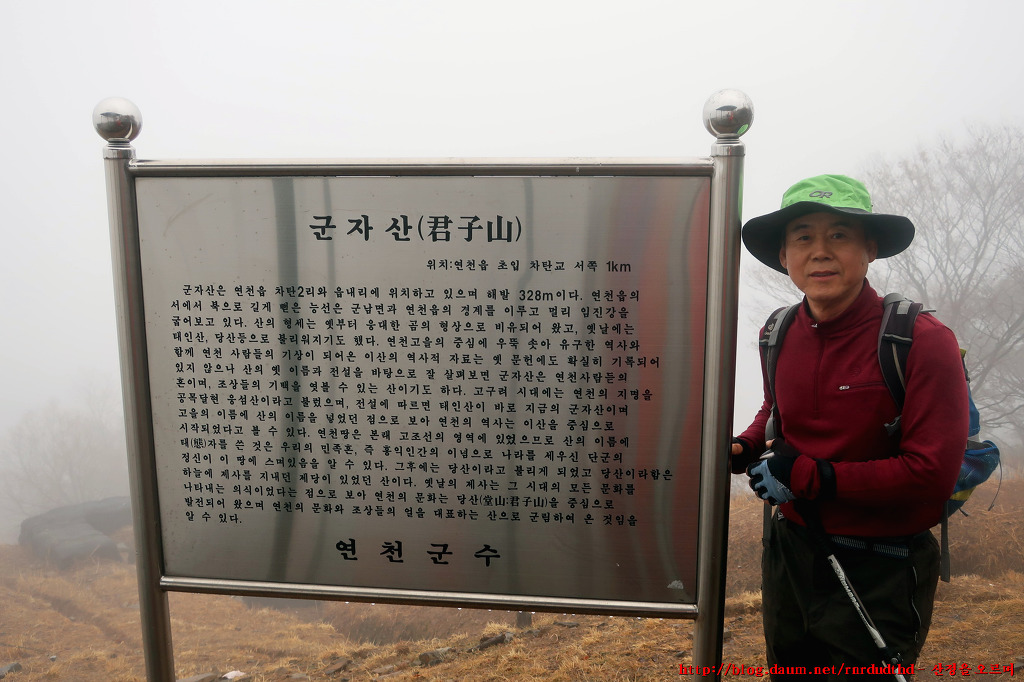 군자산(君子山)
위치:연천읍 초입 차탄교 서쪽 1km
군자산은 연천읍 차탄2리와 읍내리에 위치하고 있으며 해발 328m이다. 연천읍의
서에서 북으로 길게 뻗은 능선은 군남면과 연천읍의 경계를 이루고 멀리 임진강을
굽어보고 있다. 산의 형세는 옛부터 웅대한 곰의 형상으로 비유되어 왔고, 옛날에는
태인산, 당산등으로 불리워지기도 했다. 연천고을의 중심에 우뚝 솟아 유구한 역사와
함께 연천 사람들의 기상이 되어온 이산의 역사적 자료는 옛 문헌에도 확실히 기록되어
있지 않으나 산의 옛 이름과 전설을 바탕으로 잘 살펴보면 군자산은 연천사람들의
혼이며, 조상들의 기백을 엿볼 수 있는 산이기도 하다. 고구려 시대에는 연천의 지명을
공목달현 웅섬산이라고 불렀으며, 전설에 따르면 태인산이 바로 지금의 군자산이며
고을의 이름에 산의 이름을 넣었던 점으로 보아 연천의 역사는 이산을 중심으로
시작되었다고 볼 수 있다. 연천땅은 본래 고조선의 영역에 있었으므로 산의 이름에
태(態)자를 쓴 것은 우리의 민족혼, 즉 홍익인간의 이념으로 나라를 세우신 단군의
정신이 이 땅에 스며있음을 알 수 있다. 그후에는 당산이라고 불리게 되었고 당산이라함은
하늘에 제사를 지내던 제당이 있었던 산이다. 옛날의 제사는 그 시대의 모든 문화를
나타내는 의식이었다는 점으로 보아 연천의 문화는 당산(堂山:君子山)을 중심으로
발전되어 왔으며 연천의 문화와 조상들의 얼을 대표하는 산으로 군림하여 온 것임을
알 수 있다.
연천군수
OR
http://blog.daum.net/rnrdudthd - 산정을 오르며